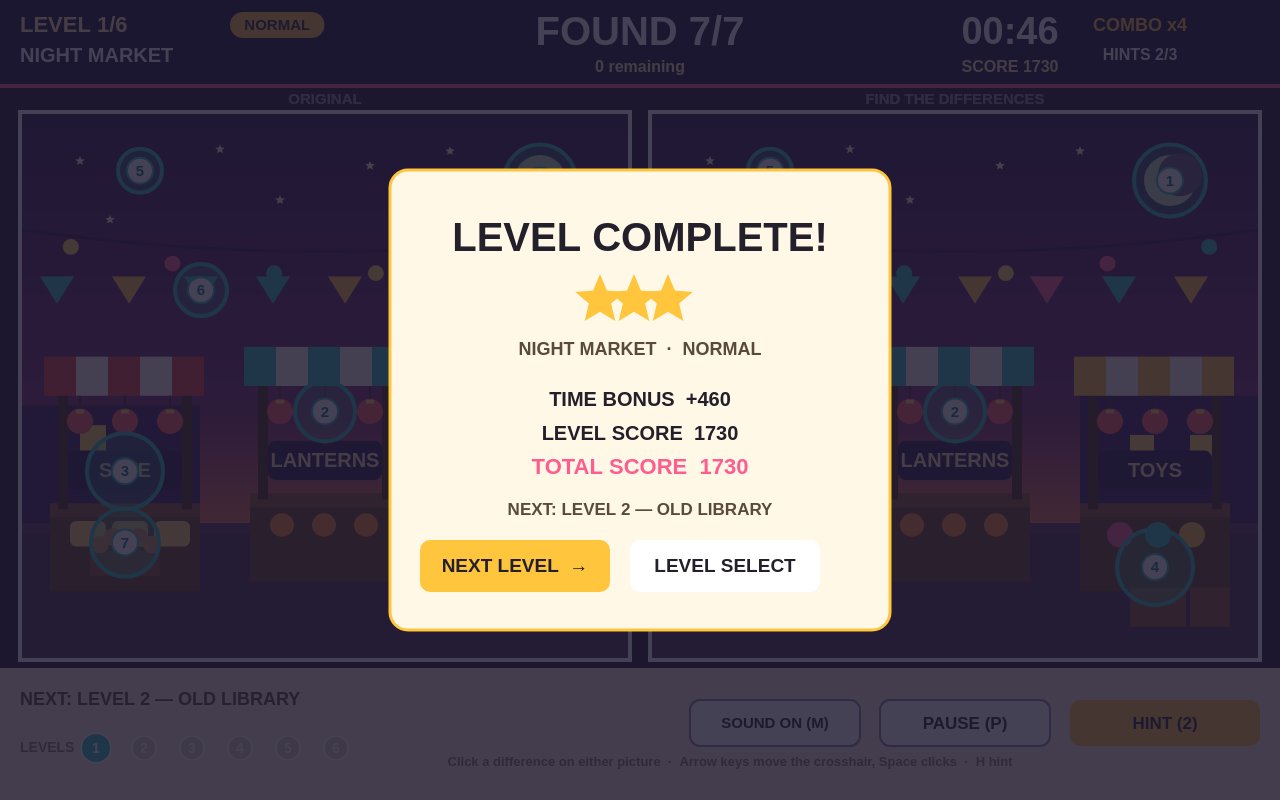 LEVEL 1/6
NORMAL
NIGHT MARKET
FOUND 7/7
0 remaining
00:46
SCORE 1730
COMBO x4
HINTS 2/3
ORIGINAL
FIND THE DIFFERENCES
5
6
2
3
7
LANTERNS
1
2
LANTERNS
TOYS
4
LEVEL COMPLETE!
NIGHT MARKET · NORMAL
TIME BONUS +460
LEVEL SCORE 1730
TOTAL SCORE 1730
NEXT: LEVEL 2 — OLD LIBRARY
NEXT LEVEL →
LEVEL SELECT
NEXT: LEVEL 2 — OLD LIBRARY
LEVELS 1 2 3 4 5 6
SOUND ON (M)
PAUSE (P)
HINT (2)
Click a difference on either picture · Arrow keys move the crosshair, Space clicks · H hint